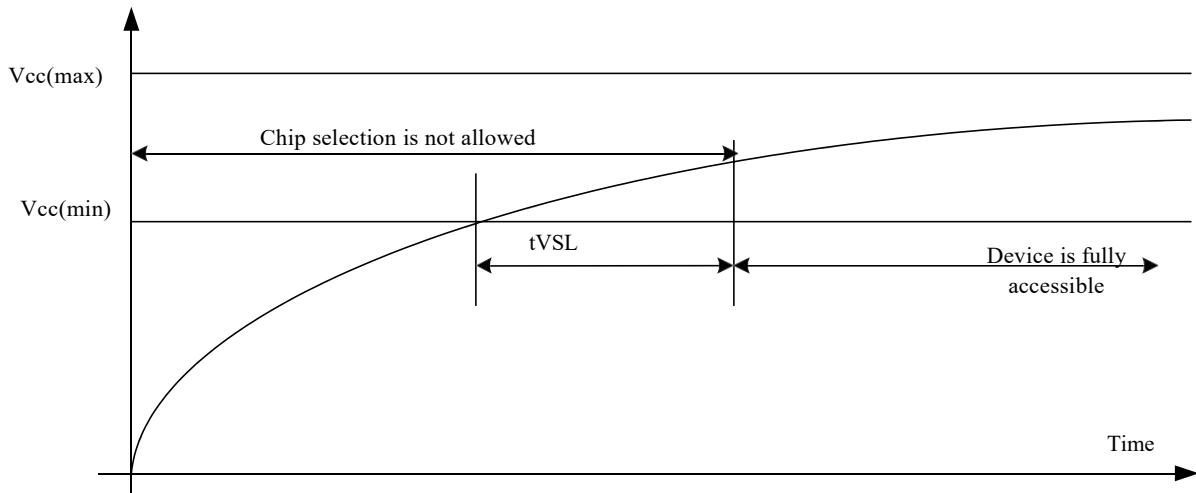 Vcc(max)
Chip selection is not allowed
Vcc(min)
tVSL
Device is fully
accessible
Time